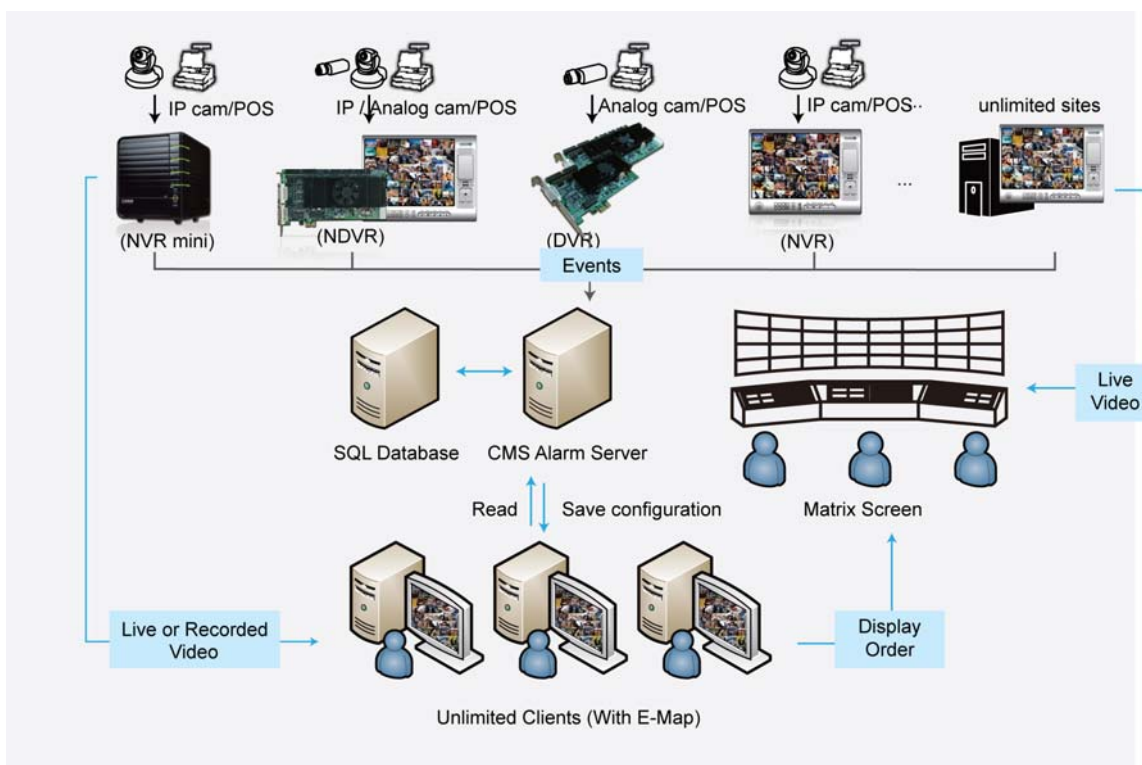 IP cam/POS
IP / Analog cam/POS
Analog cam/POS
IP cam/POS··
unlimited sites
...
(NVR mini)
(NDVR)
(DVR)
(NVR)
Events
Live
Video
SQL Database
CMS Alarm Server
Read
Save configuration
Matrix Screen
Live or Recorded
Video
Display
Order
Unlimited Clients (With E-Map)